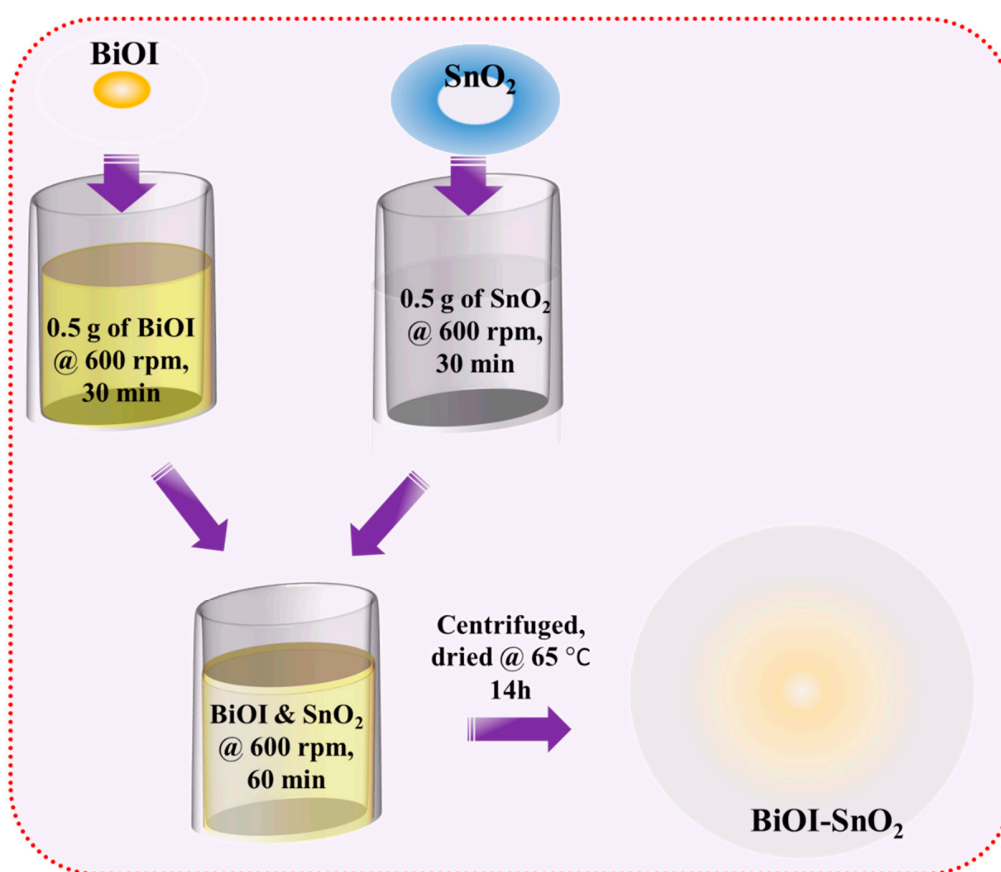 BiOI
SnO₂
0.5 g of BiOI
@ 600 rpm,
30 min
0.5 g of SnO₂
@ 600 rpm,
30 min
BiOI & SnO₂
@ 600 rpm,
60 min
Centrifuged,
dried @ 65 °C
14h
BiOI-SnO₂